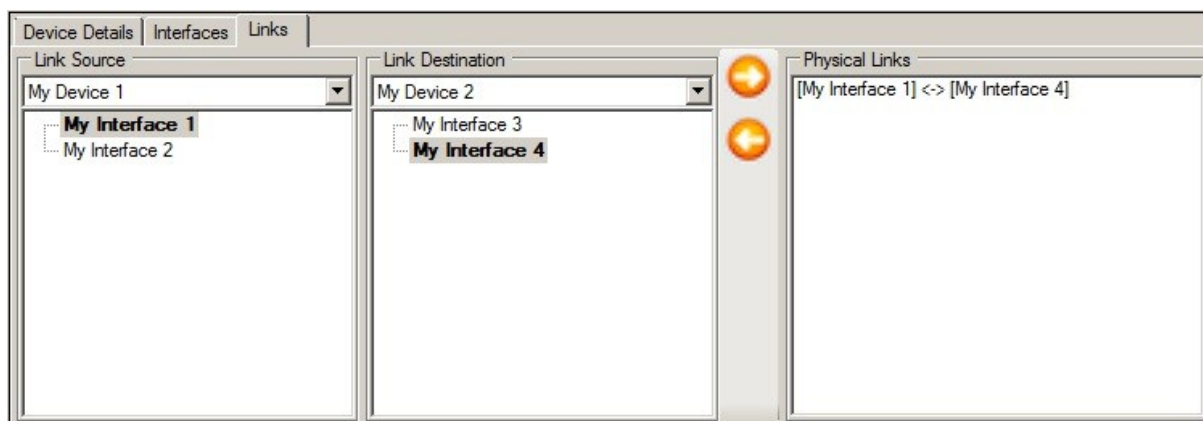 Device Details
Interfaces
Links
Link Source
My Device 1
My Interface 1
My Interface 2
Link Destination
My Device 2
My Interface 3
My Interface 4
Physical Links
[My Interface 1] <-> [My Interface 4]